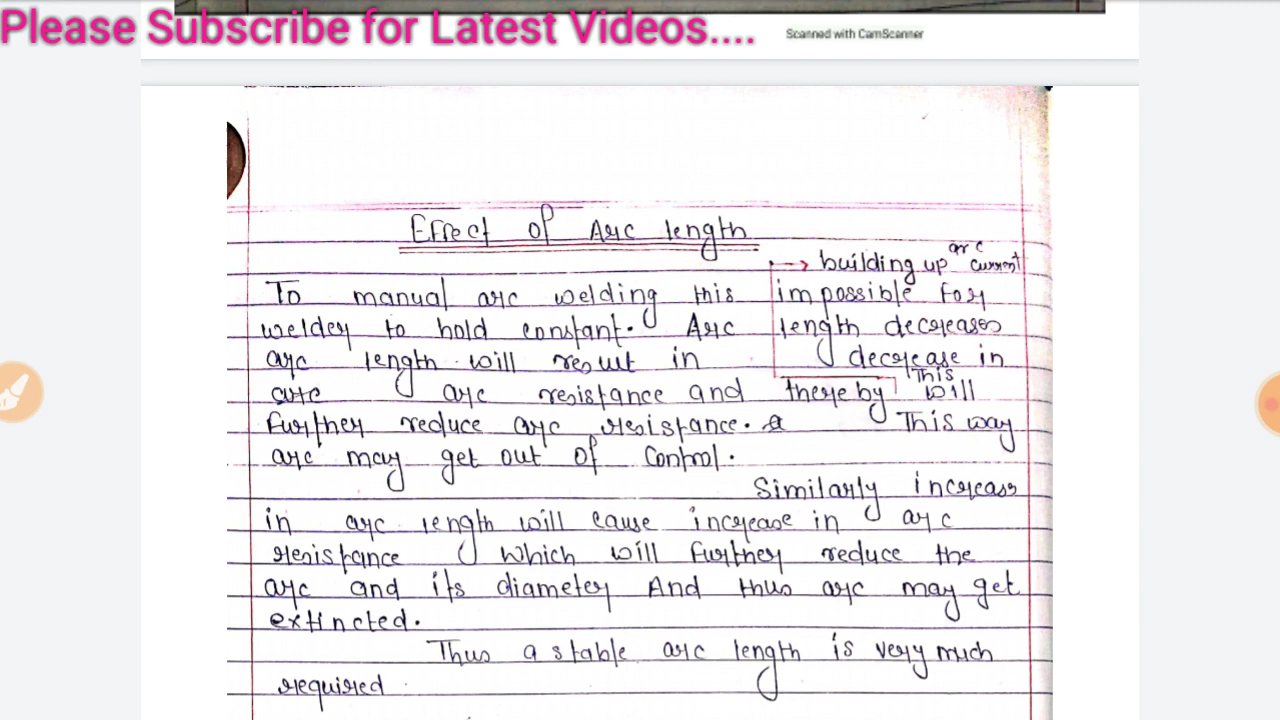 Please Subscribe for Latest Videos....
Scanned with CamScanner
Effect of Arc length
→ building up arc current
To manual arc welding this impossible for
welder to hold constant. Arc length decreases
arc length will result in decrease in
arc arc resistance and thereby This will
further reduce arc resistance. a This way
arc may get out of control.
Similarly increase
in arc length will cause increase in arc
resistance which will further reduce the
arc and its diameter And thus arc may get
extincted.
Thus a stable arc length is very much
required